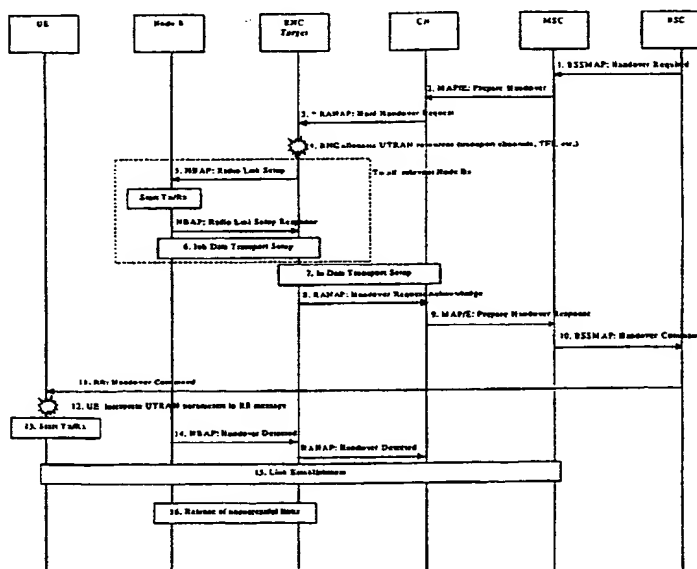 UE
Node B
RNC
Target
CN
MSC
BSC
1. BSSMAP: Handover Required
2. MAP/E: Prepare Handover
3. * RANAP: Hard Handover Request
4. RNC allocates UTRAN resources (transport channels, TFI, etc.)
5. NBAP: Radio Link Setup
To all relevant Node Bs
Start Tx/Rx
NBAP: Radio Link Setup Response
6. Iub Data Transport Setup
7. Iu Data Transport Setup
8. RANAP: Handover Request Acknowledge
9. MAP/E: Prepare Handover Response
10. BSSMAP: Handover Command
11. RR: Handover Command
12. UE UTRAN parameters in RR message
13. Start Tx/Rx
14. NBAP: Handover Detected
RANAP: Handover Detected
15. Link Establishment
16. Release of unsuccessful links